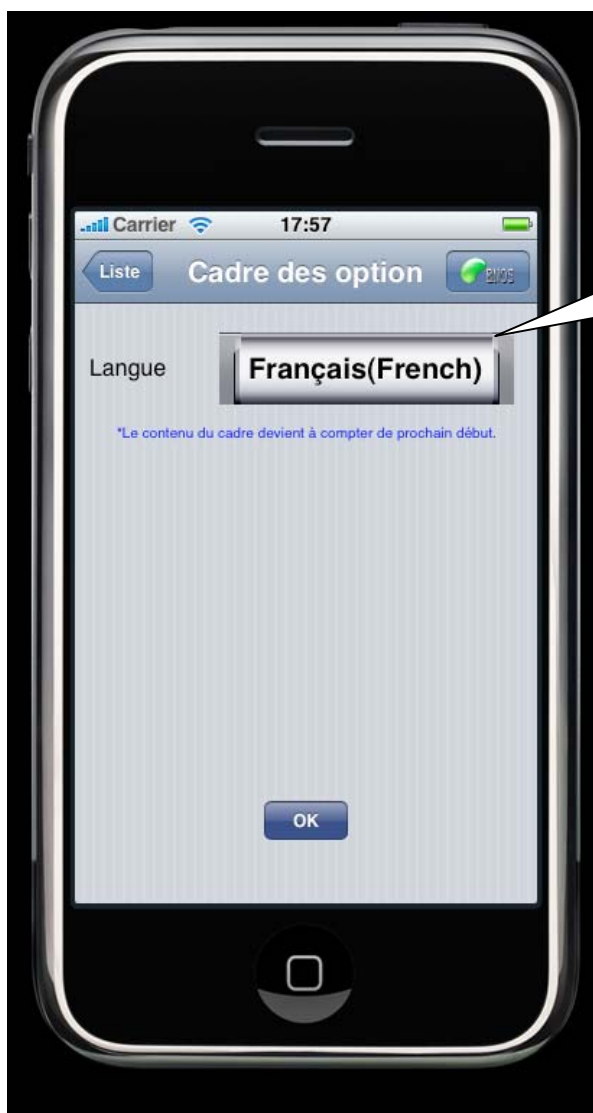 Carrier 17:57
Liste Cadre des option
Langue Français(French)
*Le contenu du cadre devient à compter de prochain début.
OK